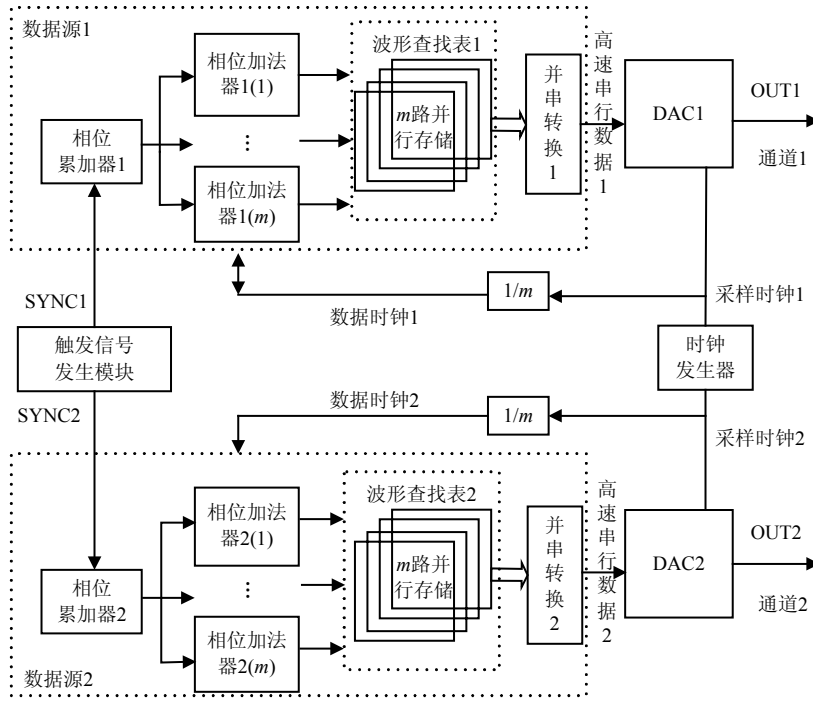 数据源1
相位
累加器1
相位加法
器1(1)
⋮
相位加法
器1(m)
波形查找表1
m路并
行存储
并
串
转
换
1
高
速
串
行
数
据
1
DAC1
OUT1
通道1
SYNC1
数据时钟1
1/m
采样时钟1
触发信号
发生模块
时钟
发生器
SYNC2
数据时钟2
1/m
采样时钟2
相位
累加器2
相位加法
器2(1)
⋮
相位加法
器2(m)
波形查找表2
m路并
行存储
并
串
转
换
2
高
速
串
行
数
据
2
DAC2
OUT2
通道2
数据源2